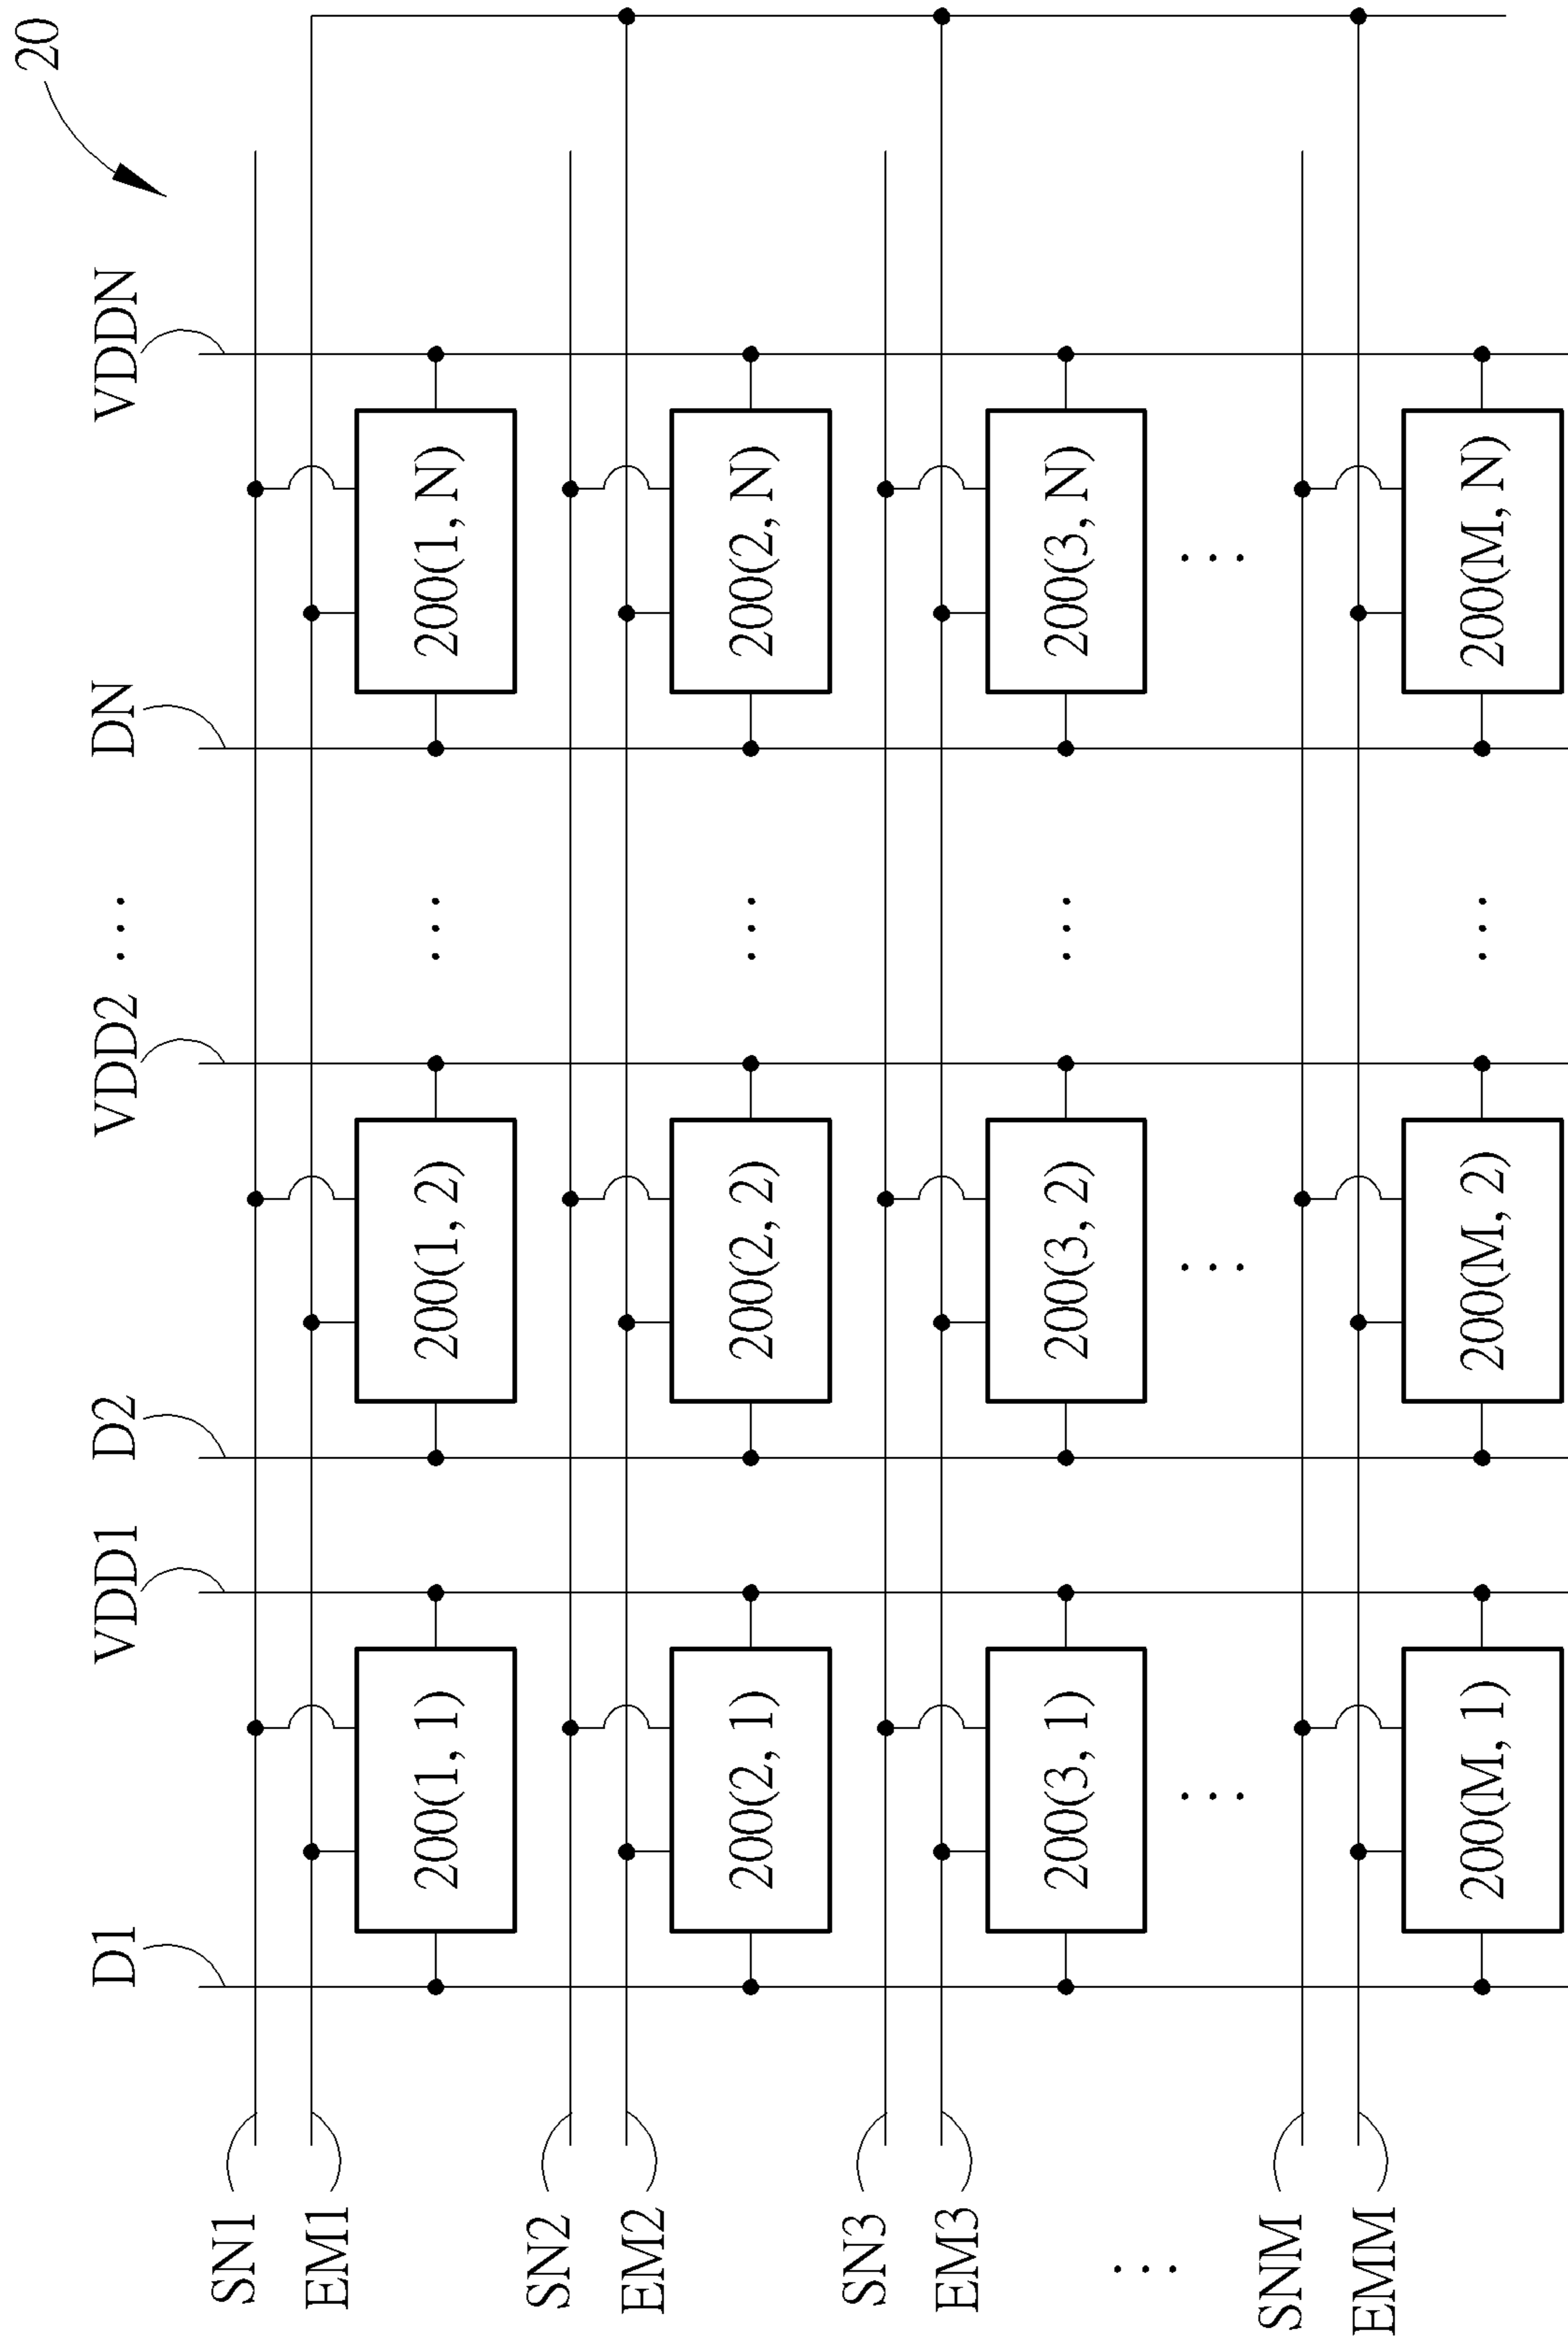 20
D1 VDD1 D2 VDD2 ... DN VDDN
SN1
EM1
200(1, 1) 200(1, 2) ... 200(1, N)
SN2
EM2
200(2, 1) 200(2, 2) ... 200(2, N)
SN3
EM3
200(3, 1) 200(3, 2) ... 200(3, N)
... ... ... ...
SNM
EMM
200(M, 1) 200(M, 2) ... 200(M, N)